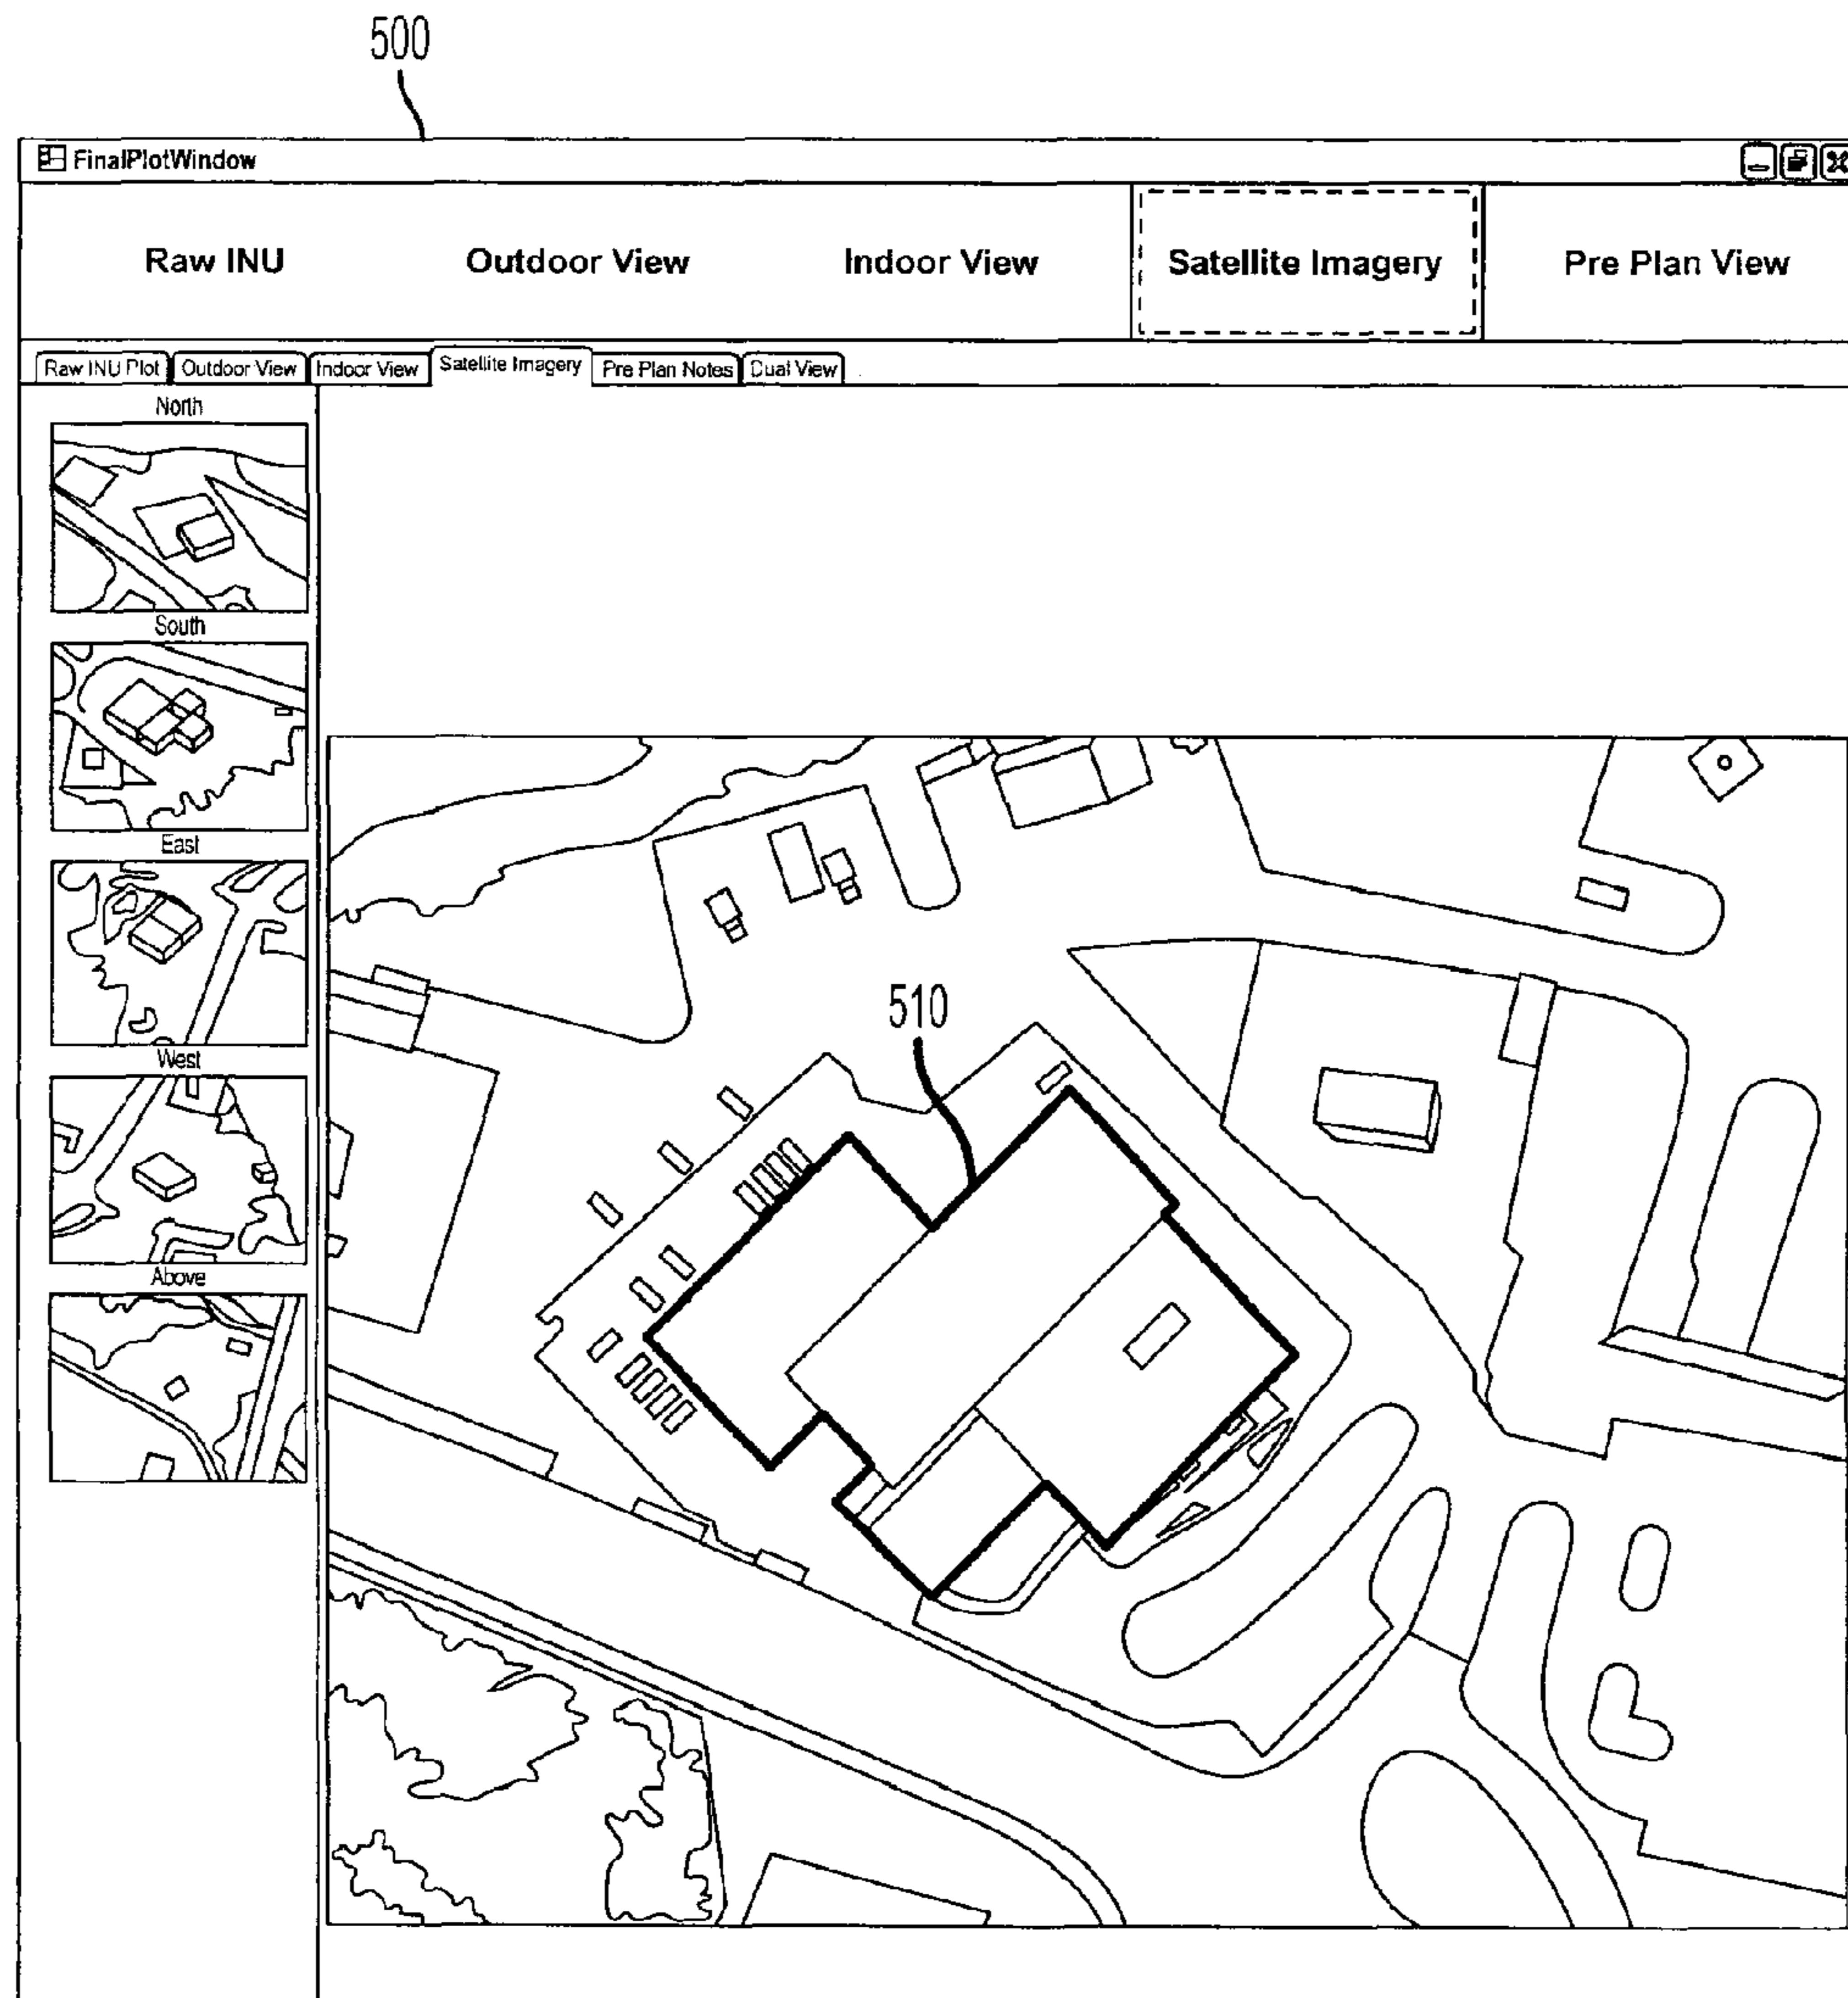 500
FinalPlotWindow
Raw INU Outdoor View Indoor View Satellite Imagery Pre Plan View
Raw INU Plot Outdoor View Indoor View Satellite Imagery Pre Plan Notes Dual View
North
South
East
West
Above
510